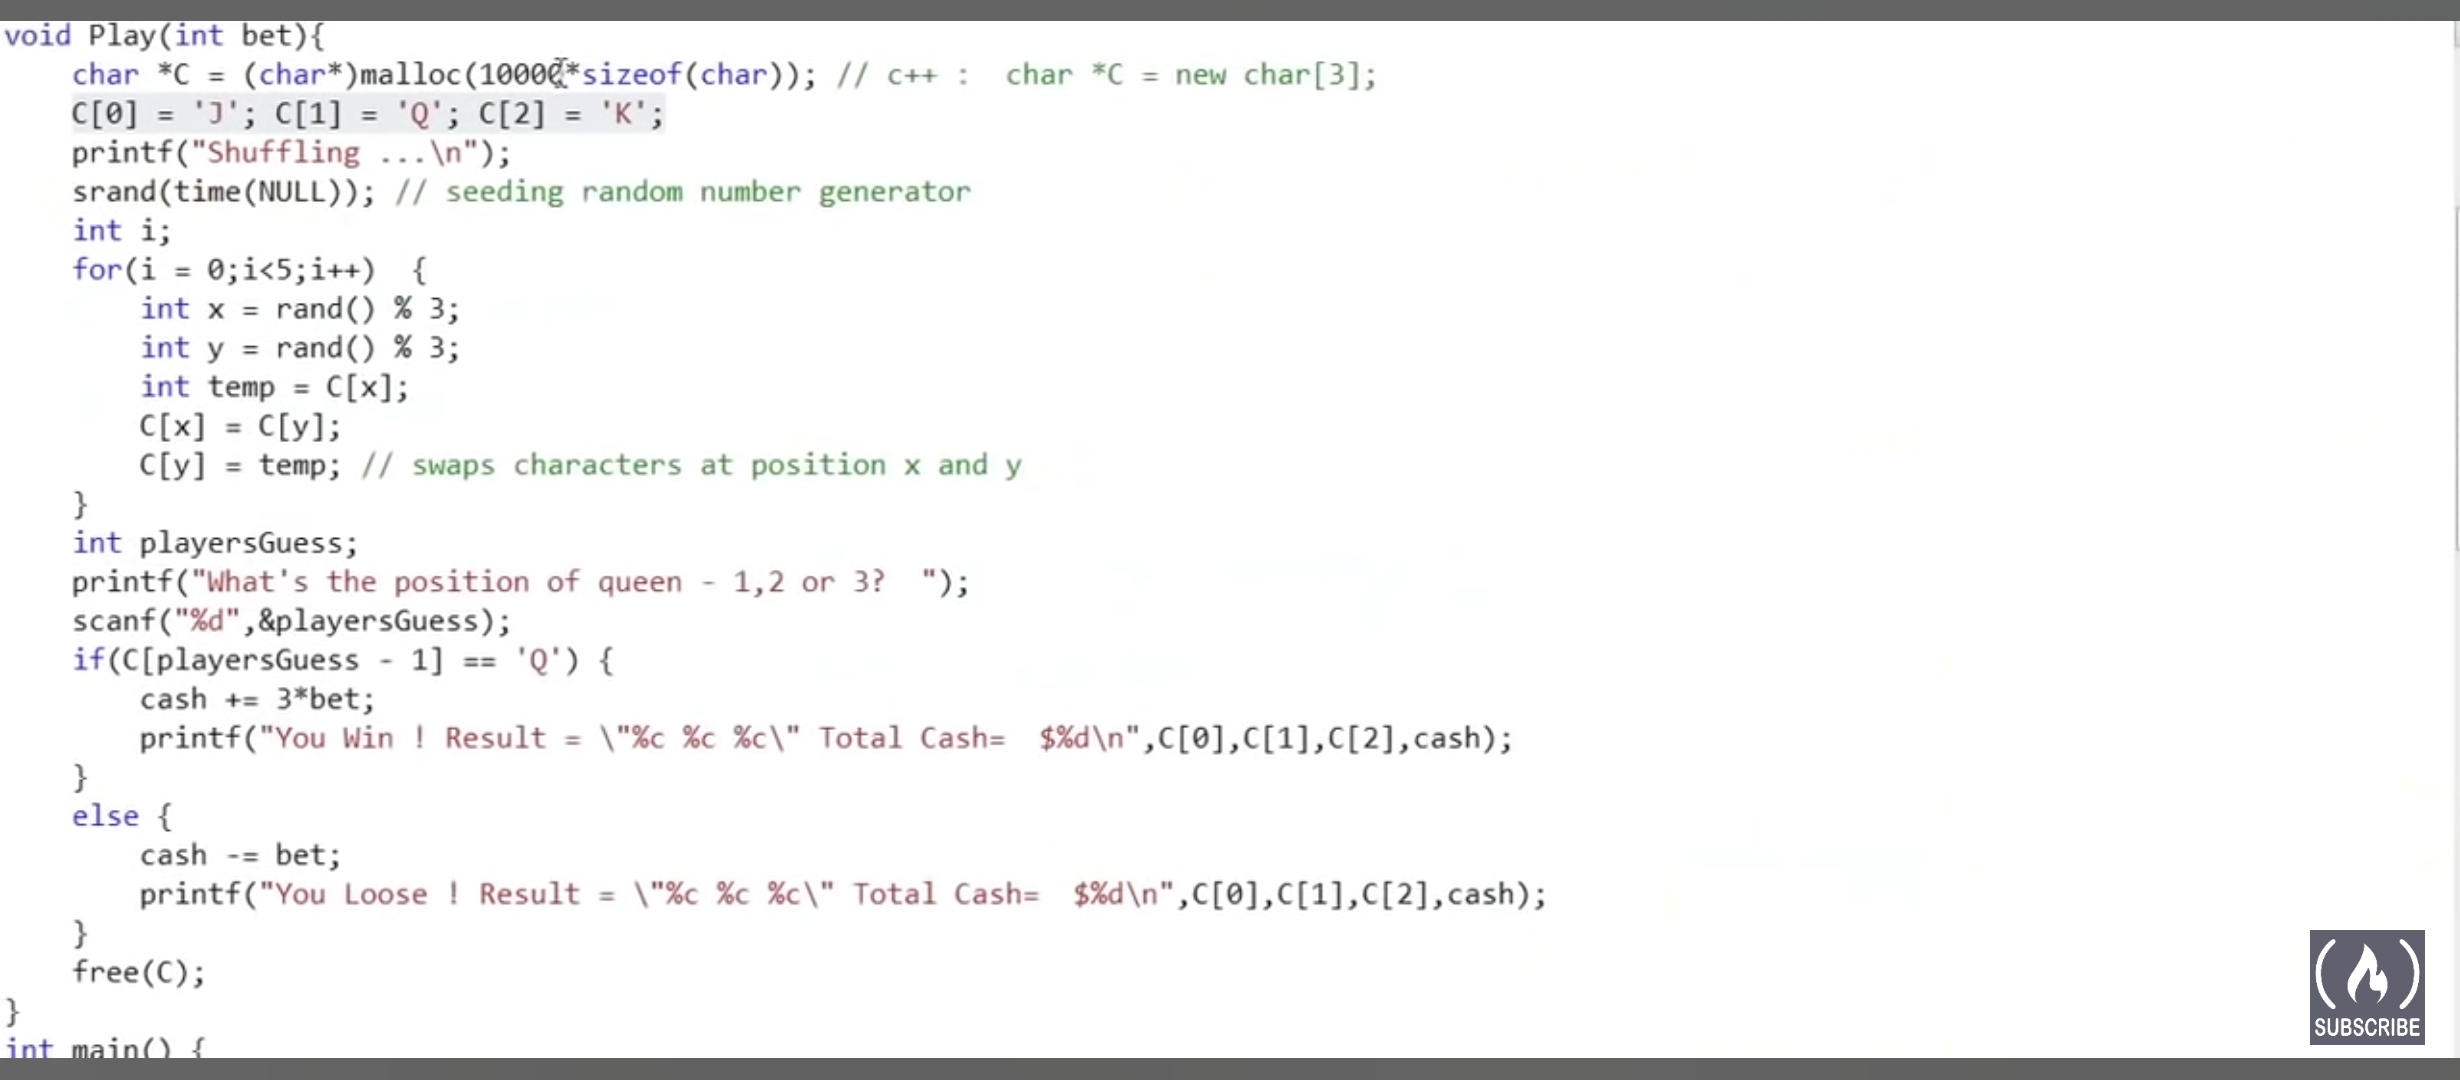 void Play(int bet){
    char *C = (char*)malloc(10000*sizeof(char)); // c++ :  char *C = new char[3];
    C[0] = 'J'; C[1] = 'Q'; C[2] = 'K';
    printf("Shuffling ...\n");
    srand(time(NULL)); // seeding random number generator
    int i;
    for(i = 0;i<5;i++)  {
        int x = rand() % 3;
        int y = rand() % 3;
        int temp = C[x];
        C[x] = C[y];
        C[y] = temp; // swaps characters at position x and y
    }
    int playersGuess;
    printf("What's the position of queen - 1,2 or 3?  ");
    scanf("%d",&playersGuess);
    if(C[playersGuess - 1] == 'Q') {
        cash += 3*bet;
        printf("You Win ! Result = \"%c %c %c\" Total Cash=  $%d\n",C[0],C[1],C[2],cash);
    }
    else {
        cash -= bet;
        printf("You Loose ! Result = \"%c %c %c\" Total Cash=  $%d\n",C[0],C[1],C[2],cash);
    }
    free(C);
}
int main() {
SUBSCRIBE